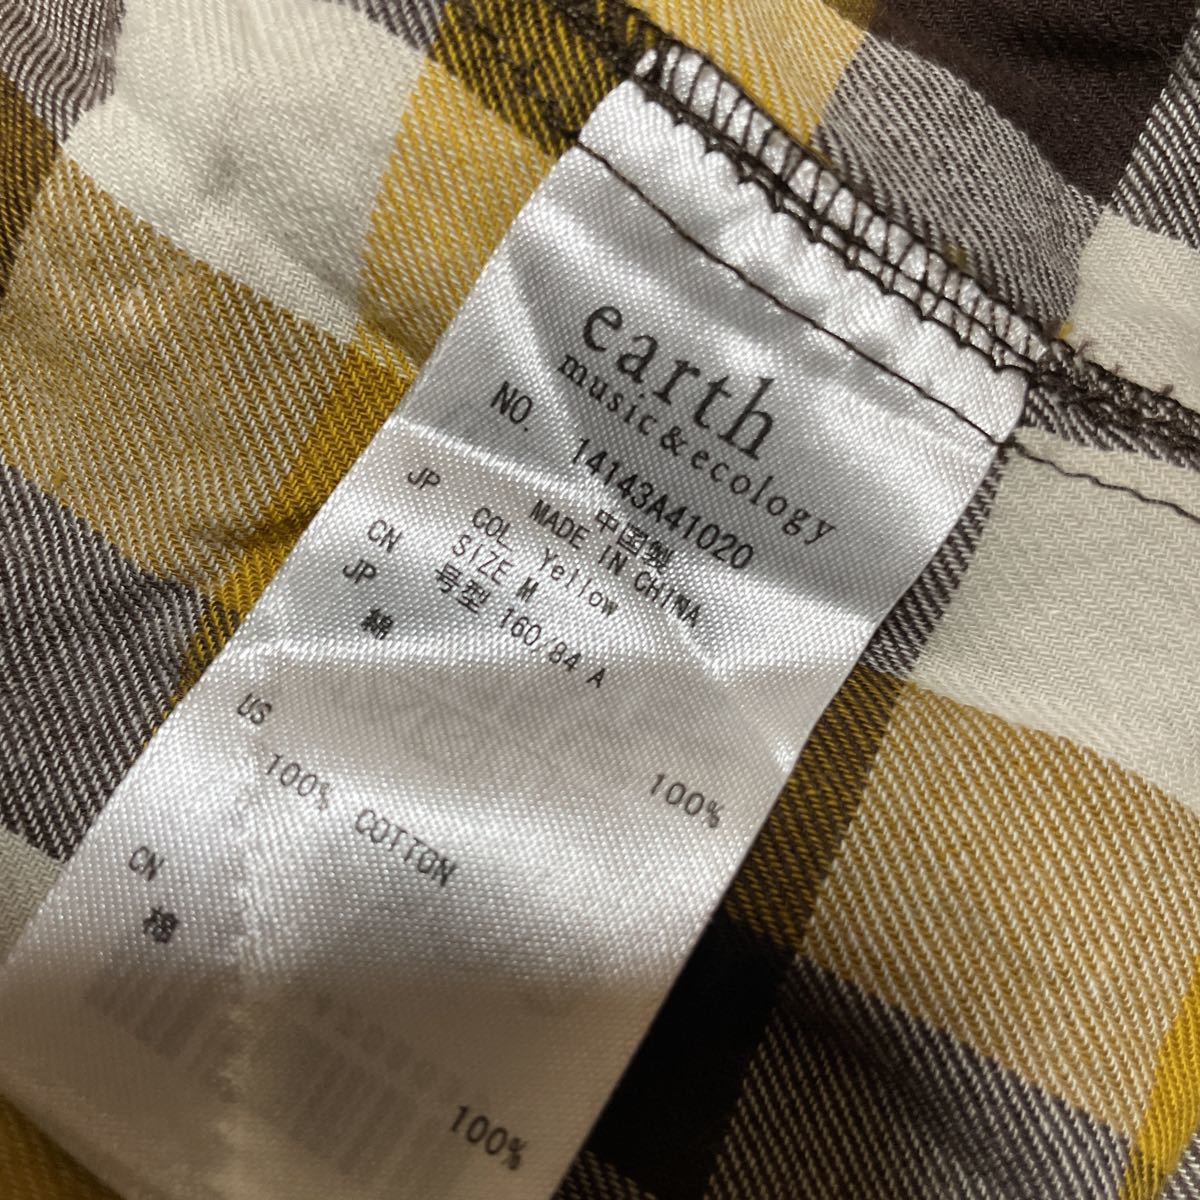 earth
music&ecology
NO. 14143A41020
中国製
MADE IN CHINA
JP COL Yellow
SIZE M
CN 号型 160/84 A
JP
綿 100%
US
100% COTTON
CN
棉 100%